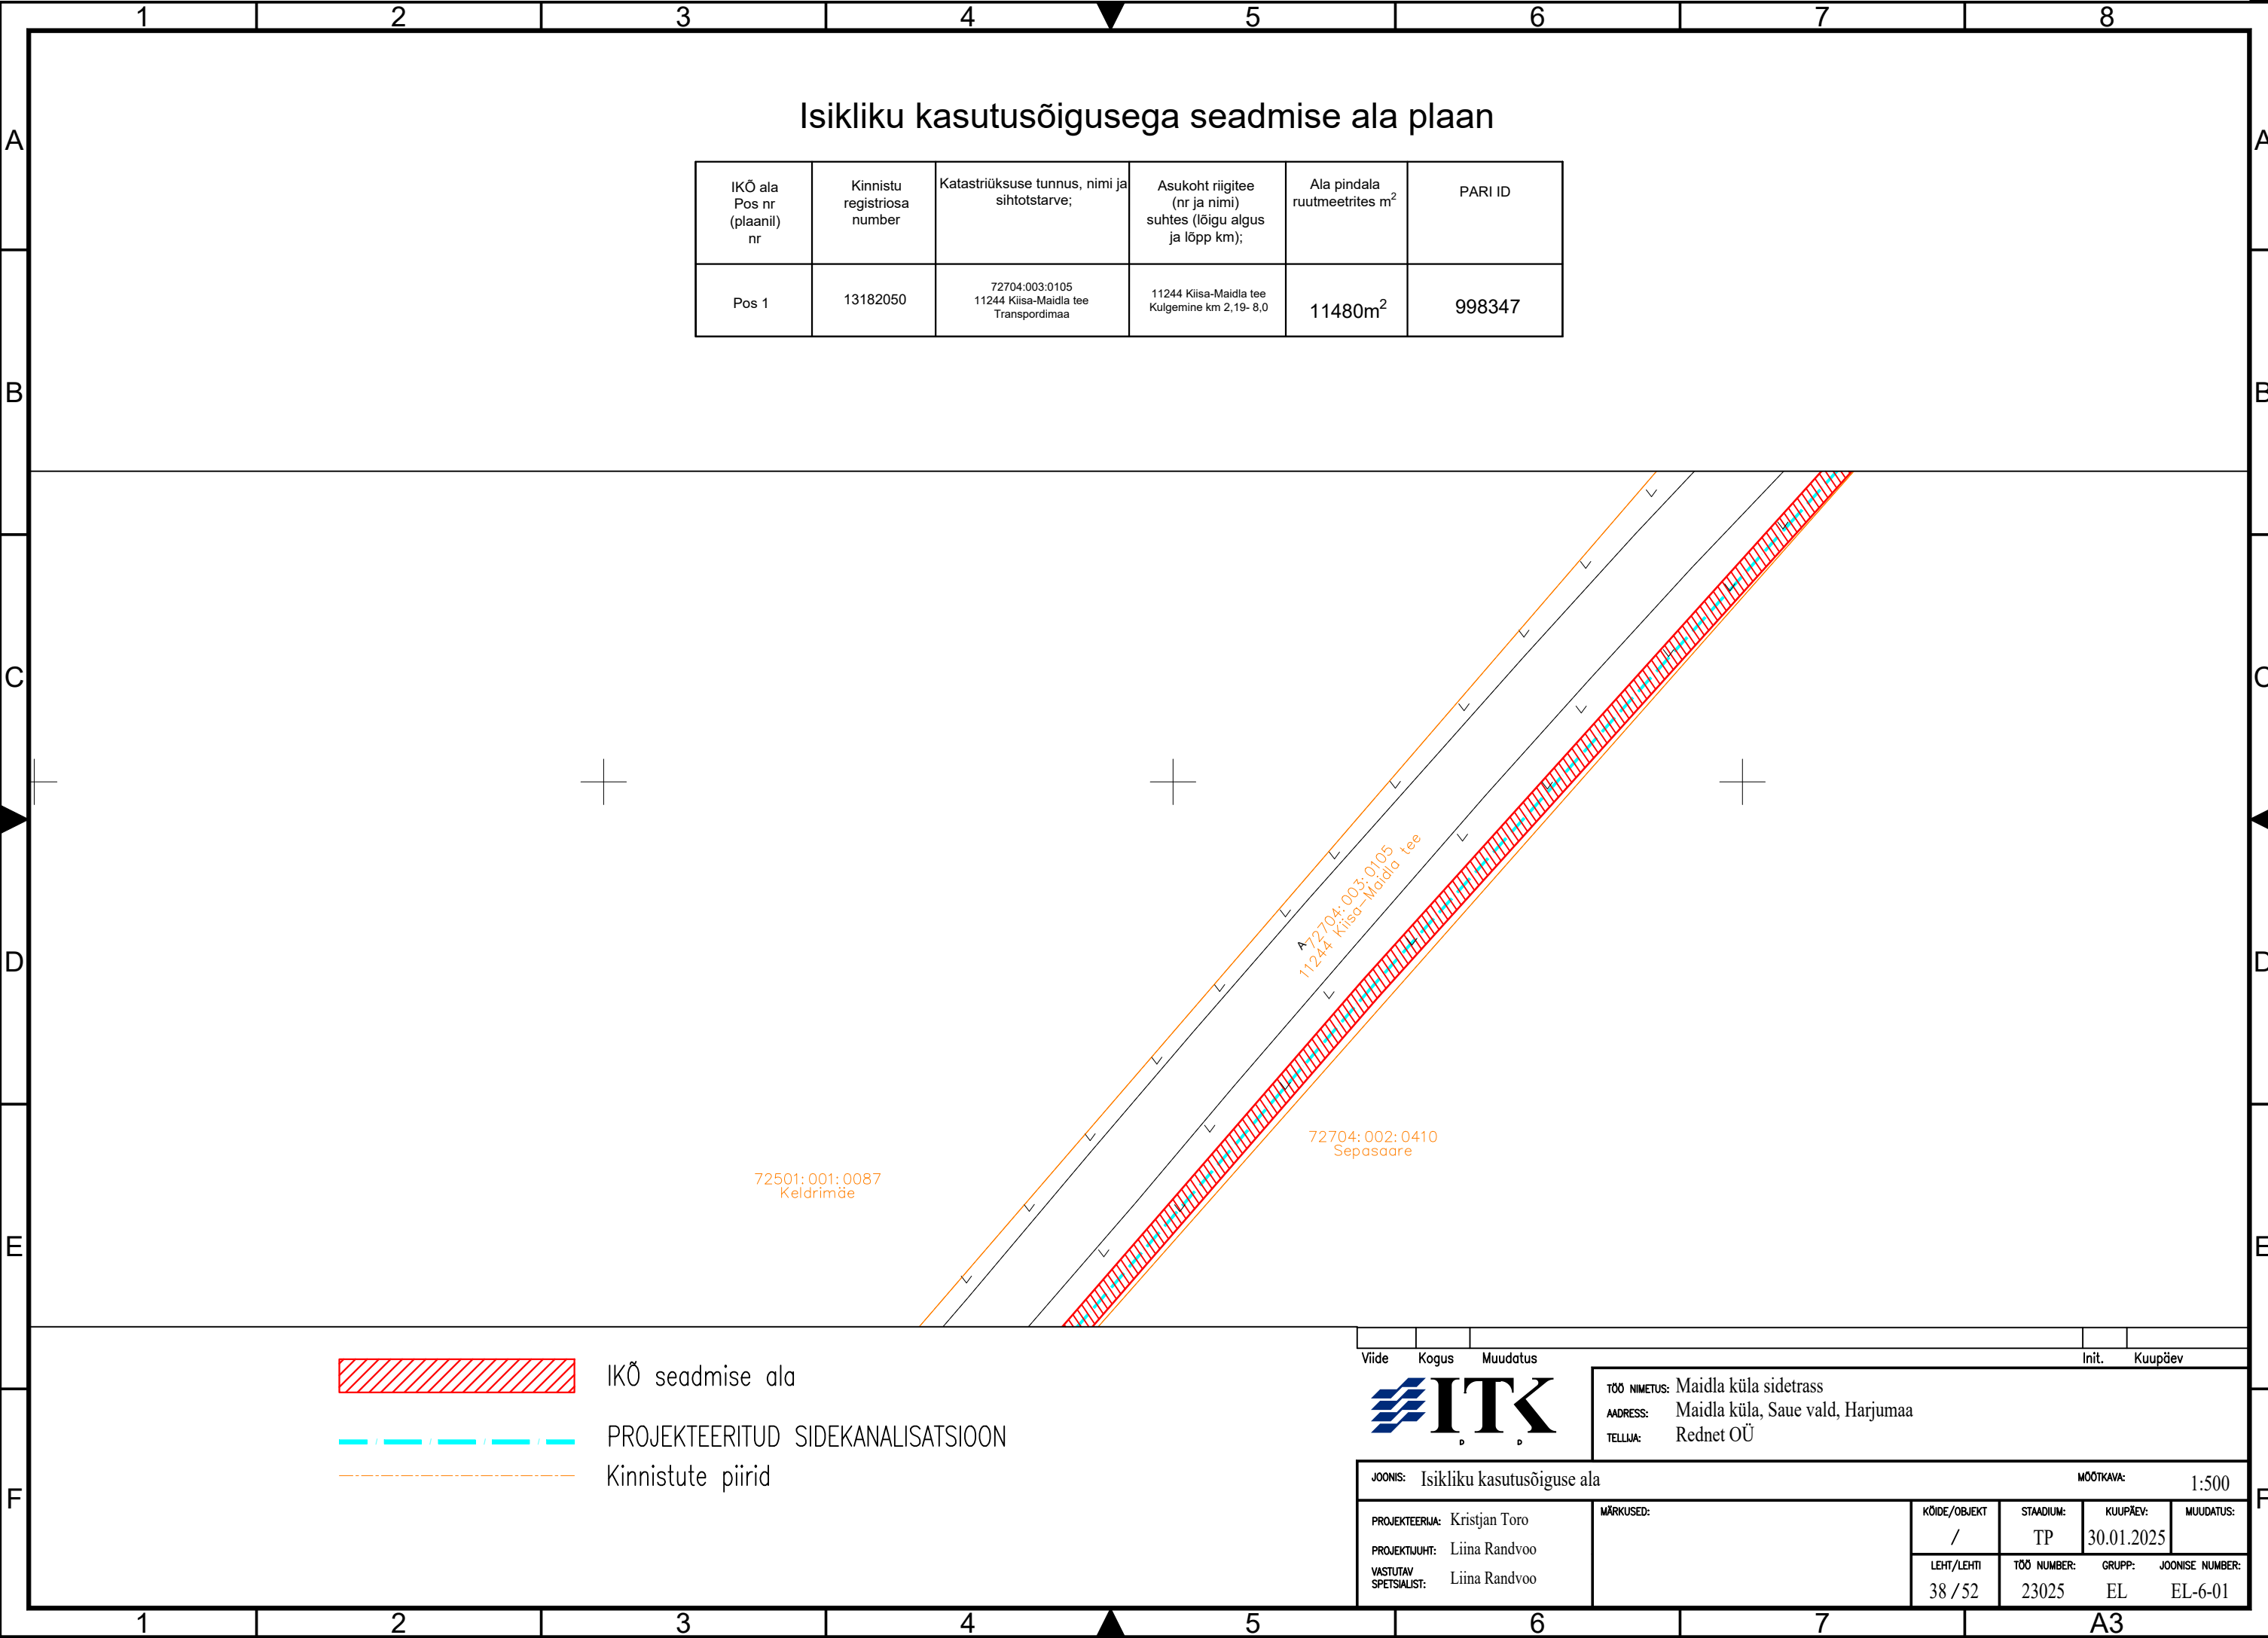 1 2 3 4 5 6 7 8
Isikliku kasutusõigusega seadmise ala plaan
IKÕ ala
Pos nr
(plaanil)
nr
Kinnistu
registriosa
number
Katastriüksuse tunnus, nimi ja
sihtotstarve;
Asukoht riigitee
(nr ja nimi)
suhtes (lõigu algus
ja lõpp km);
Ala pindala
ruutmeetrites m²
PARI ID
Pos 1
13182050
72704:003:0105
11244 Kiisa-Maidla tee
Transpordimaa
11244 Kiisa-Maidla tee
Kulgemine km 2,19- 8,0
11480m²
998347
A A
B B
C C
D D
E E
F F
A
72704:003:0105
11244 Kiisa-Maidla tee
72704:002:0410
Sepasaare
72501:001:0087
Keldrimäe
IKÕ seadmise ala
PROJEKTEERITUD SIDEKANALISATSIOON
Kinnistute piirid
Viide Kogus Muudatus Init. Kuupäev
ITK
D D
TÖÖ NIMETUS: Maidla küla sidetrass
AADRESS: Maidla küla, Saue vald, Harjumaa
TELLIJA: Rednet OÜ
JOONIS: Isikliku kasutusõiguse ala
MÕÕTKAVA: 1:500
PROJEKTEERIJA: Kristjan Toro
PROJEKTIJUHT: Liina Randvoo
VASTUTAV
SPETSIALIST: Liina Randvoo
MÄRKUSED:
KÖIDE/OBJEKT STAADIUM: KUUPÄEV: MUUDATUS:
/ TP 30.01.2025
LEHT/LEHTI TÖÖ NUMBER: GRUPP: JOONISE NUMBER:
38 / 52 23025 EL EL-6-01
1 2 3 4 5 6 7 A3